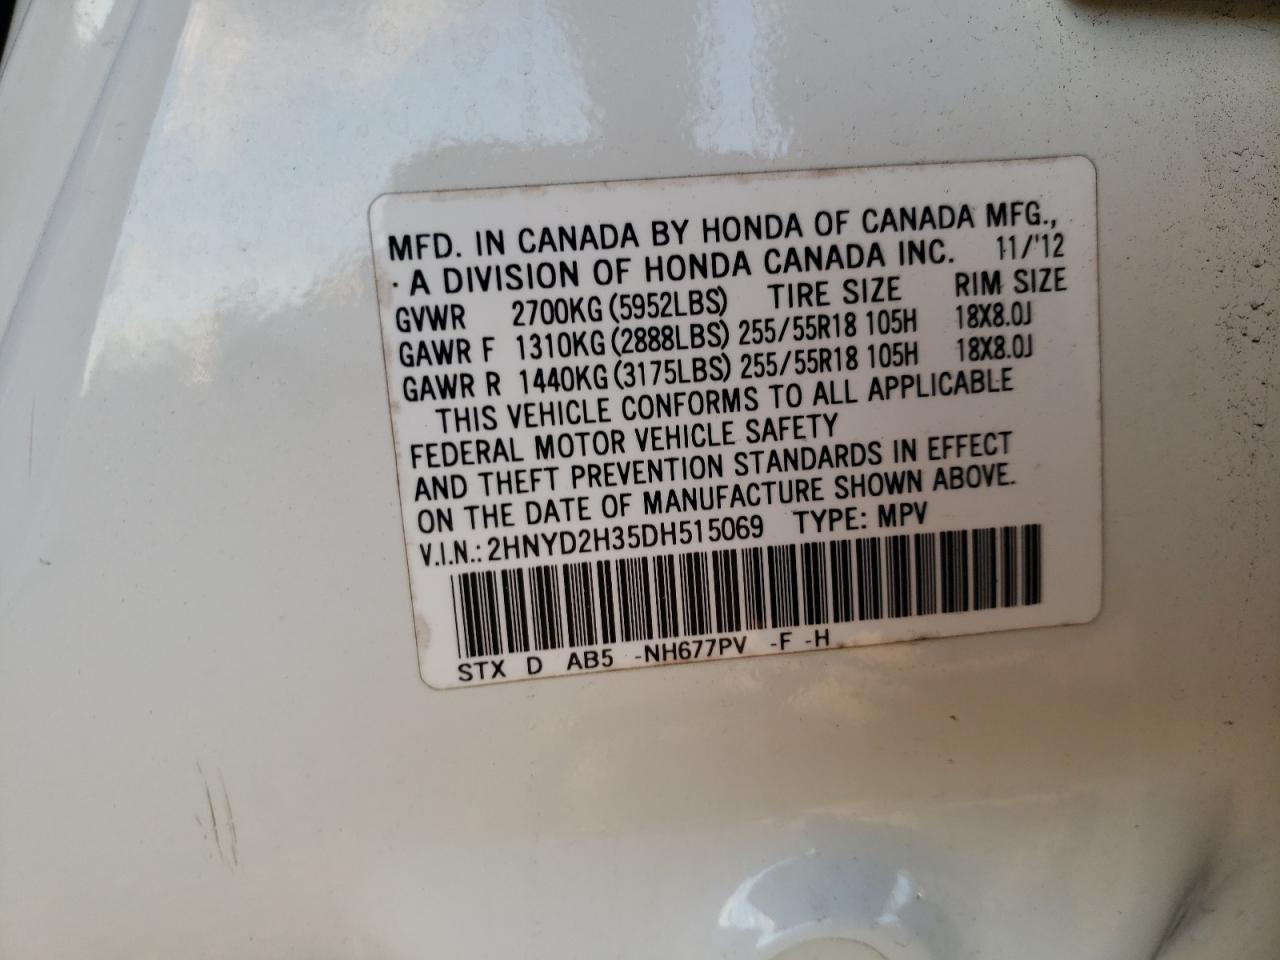 MFD. IN CANADA BY HONDA OF CANADA MFG.,
· A DIVISION OF HONDA CANADA INC. 11/'12
GVWR 2700KG (5952LBS) TIRE SIZE RIM SIZE
GAWR F 1310KG (2888LBS) 255/55R18 105H 18X8.0J
GAWR R 1440KG (3175LBS) 255/55R18 105H 18X8.0J
THIS VEHICLE CONFORMS TO ALL APPLICABLE
FEDERAL MOTOR VEHICLE SAFETY
AND THEFT PREVENTION STANDARDS IN EFFECT
ON THE DATE OF MANUFACTURE SHOWN ABOVE.
V.I.N.: 2HNYD2H35DH515069 TYPE: MPV
STX D AB5 -NH677PV -F -H